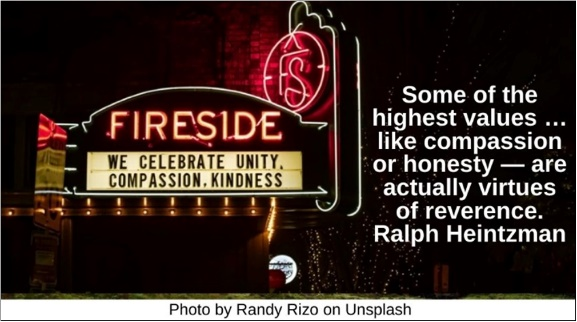 FIRESIDE
WE CELEBRATE UNITY,
COMPASSION, KINDNESS
Some of the
highest values …
like compassion
or honesty — are
actually virtues
of reverence.
Ralph Heintzman
Photo by Randy Rizo on Unsplash